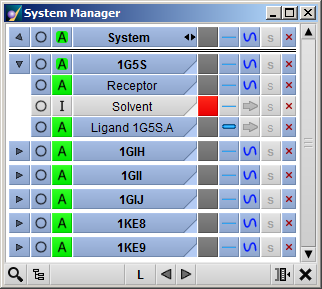 System Manager
A System S ×
A 1G5S S ×
A Receptor S ×
I Solvent S ×
A Ligand 1G5S.A S ×
A 1GIH S ×
A 1GII S ×
A 1GIJ S ×
A 1KE8 S ×
A 1KE9 S ×
L